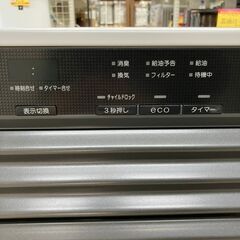 消臭 給油予告 給油
換気 フィルター 待機中
時刻合せ タイマー合せ
チャイルドロック
表示切換 3秒押し eco タイマー